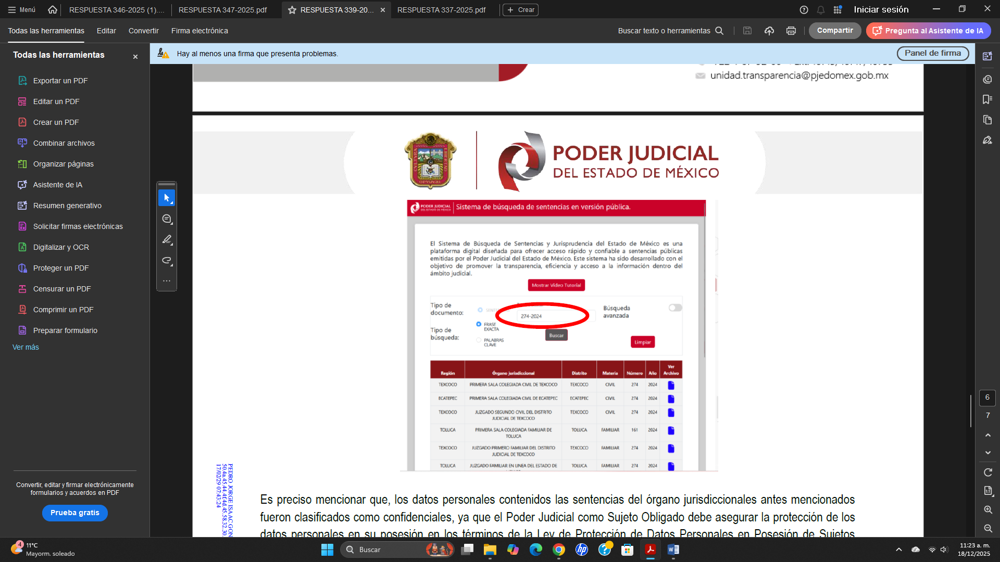 Menú
RESPUESTA 346-2025 (1)....
RESPUESTA 347-2025.pdf
RESPUESTA 339-20...
RESPUESTA 337-2025.pdf
Crear
Iniciar sesión
Todas las herramientas
Editar
Convertir
Firma electrónica
Buscar texto o herramientas
Compartir
Pregunta al Asistente de IA
Todas las herramientas
Hay al menos una firma que presenta problemas.
Panel de firma
Exportar un PDF
Editar un PDF
Crear un PDF
Combinar archivos
Organizar páginas
Asistente de IA
Resumen generativo
Solicitar firmas electrónicas
Digitalizar y OCR
Proteger un PDF
Censurar un PDF
Comprimir un PDF
Preparar formulario
Ver más
Convertir, editar y firmar electrónicamente
formularios y acuerdos en PDF
Prueba gratis
unidad.transparencia@pjedomex.gob.mx
PODER JUDICIAL
DEL ESTADO DE MÉXICO
PODER JUDICIAL
DEL ESTADO DE MÉXICO
Sistema de búsqueda de sentencias en versión pública.
El Sistema de Búsqueda de Sentencias y Jurisprudencia del Estado de México es una
plataforma digital diseñada para ofrecer acceso rápido y confiable a sentencias públicas
emitidas por el Poder Judicial del Estado de México. Este sistema ha sido desarrollado con el
objetivo de promover la transparencia, eficiencia y acceso a la información dentro del
ámbito judicial.
Mostrar Vídeo Tutorial
Tipo de
documento:
274-2024
Búsqueda
avanzada
Tipo de
búsqueda:
FRASE
EXACTA
PALABRAS
CLAVE
Buscar
Limpiar
Región Órgano jurisdiccional Distrito Materia Número Año Ver Archivo
TEXCOCO PRIMERA SALA COLEGIADA CIVIL DE TEXCOCO TEXCOCO CIVIL 274 2024
ECATEPEC PRIMERA SALA COLEGIADA CIVIL DE ECATEPEC ECATEPEC CIVIL 274 2024
TEXCOCO JUZGADO SEGUNDO CIVIL DEL DISTRITO JUDICIAL DE TEXCOCO TEXCOCO CIVIL 274 2024
TOLUCA PRIMERA SALA COLEGIADA FAMILIAR DE TOLUCA TOLUCA FAMILIAR 161 2024
TEXCOCO JUZGADO PRIMERO FAMILIAR DEL DISTRITO JUDICIAL DE TEXCOCO TEXCOCO FAMILIAR 274 2024
TOLUCA JUZGADO FAMILIAR EN LINEA DEL ESTADO DE TOLUCA FAMILIAR 274 2024
PEDRO JORGE ISAAC GON
50.4a.45.44.4f.4d.45.58.32.30.
17/02/29 07:43:24
Es preciso mencionar que, los datos personales contenidos las sentencias del órgano jurisdiccionales antes mencionados
fueron clasificados como confidenciales, ya que el Poder Judicial como Sujeto Obligado debe asegurar la protección de los
datos personales en su posesión en los términos de la Ley de Protección de Datos Personales en Posesión de Sujetos
6
7
4
11°C
Mayorm. soleado
Buscar
11:23 a. m.
18/12/2025